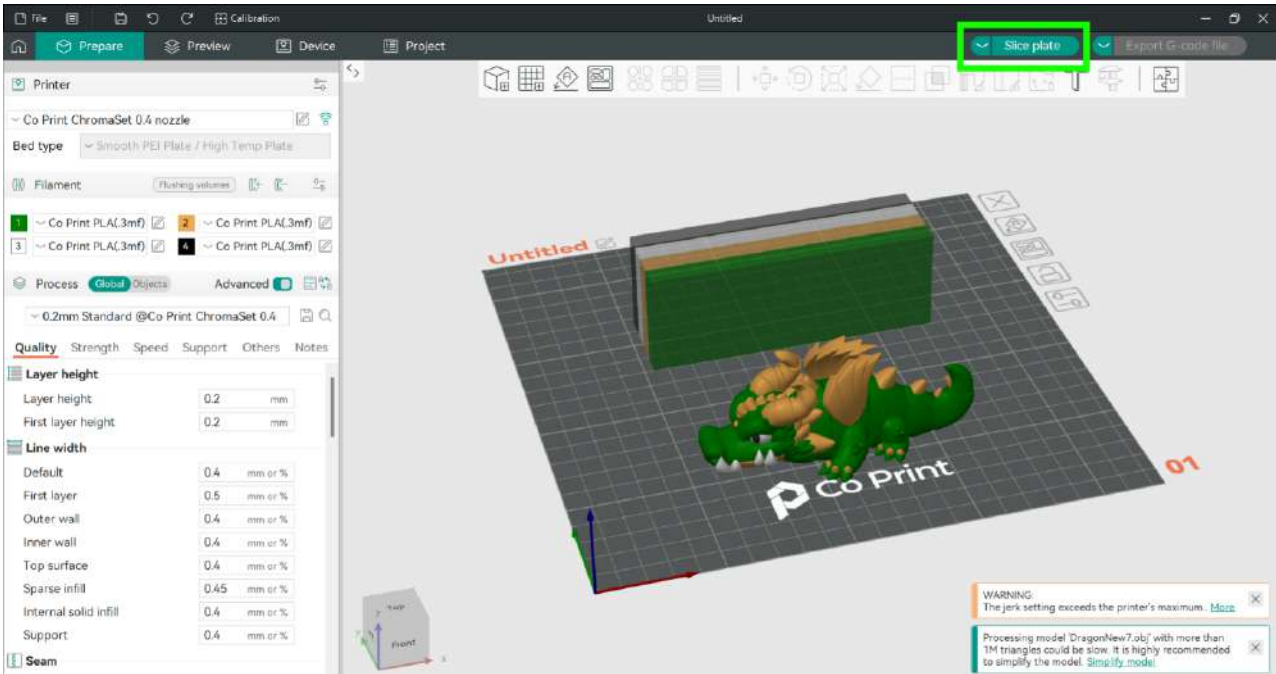 File Calibration Untitled
Prepare Preview Device Project Slice plate Export G-code file
Printer
Co Print ChromaSet 0.4 nozzle
Bed type Smooth PEI Plate / High Temp Plate
Filament Flushing volumes
1 Co Print PLA(.3mf) 2 Co Print PLA(.3mf)
3 Co Print PLA(.3mf) 4 Co Print PLA(.3mf)
Process Global Objects Advanced
0.2mm Standard @Co Print ChromaSet 0.4
Quality Strength Speed Support Others Notes
Layer height
Layer height 0.2 mm
First layer height 0.2 mm
Line width
Default 0.4 mm or %
First layer 0.5 mm or %
Outer wall 0.4 mm or %
Inner wall 0.4 mm or %
Top surface 0.4 mm or %
Sparse infill 0.45 mm or %
Internal solid infill 0.4 mm or %
Support 0.4 mm or %
Seam
Untitled
Co Print
01
Front
z
x
WARNING:
The jerk setting exceeds the printer's maximum.. More
Processing model 'DragonNew7.obj' with more than
1M triangles could be slow. It is highly recommended
to simplify the model. Simplify model